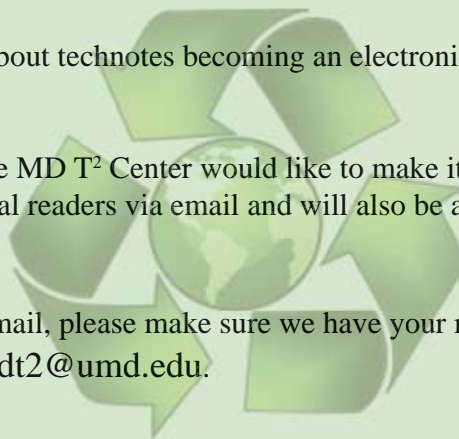 bout technotes becoming an electroni
e MD T² Center would like to make it
al readers via email and will also be a
mail, please make sure we have your
dt2@umd.edu.